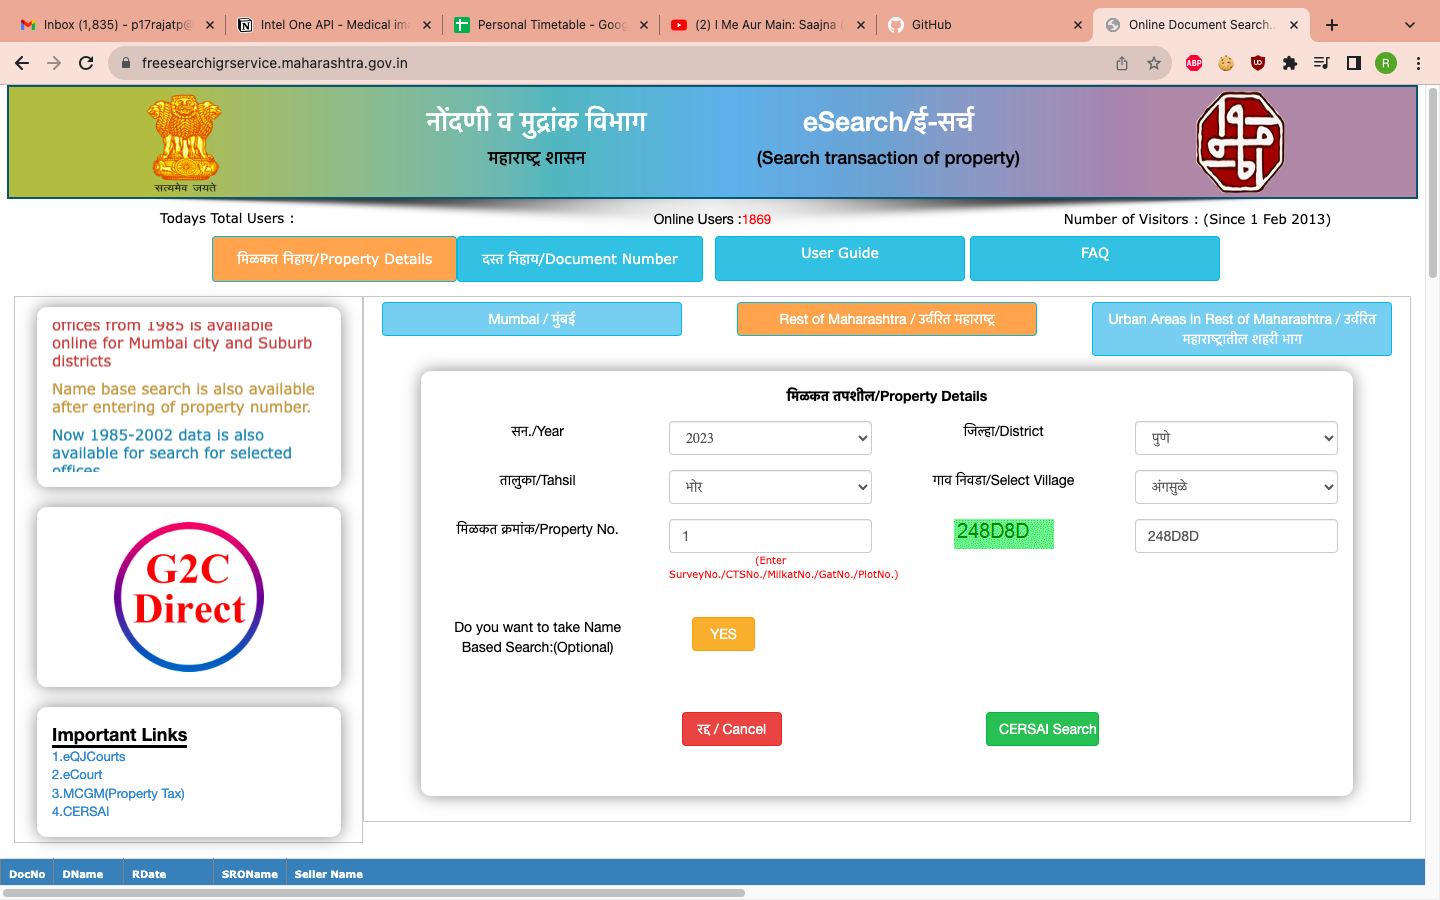 Inbox (1,835) - p17rajatp@
Intel One API - Medical im
Personal Timetable - Goog
(2) I Me Aur Main: Saajna (
GitHub
Online Document Search..
freesearchigrservice.maharashtra.gov.in
ABP
UD
R
नोंदणी व मुद्रांक विभाग
महाराष्ट्र शासन
सत्यमेव जयते
eSearch/ई-सर्च
(Search transaction of property)
Todays Total Users :
Online Users :1869
Number of Visitors : (Since 1 Feb 2013)
मिळकत निहाय/Property Details
दस्त निहाय/Document Number
User Guide
FAQ
offices from 1985 is available
online for Mumbai city and Suburb
districts
Name base search is also available
after entering of property number.
Now 1985-2002 data is also
available for search for selected
offices
G2C
Direct
Important Links
1.eQJCourts
2.eCourt
3.MCGM(Property Tax)
4.CERSAI
Mumbai / मुंबई
Rest of Maharashtra / उर्वरित महाराष्ट्र
Urban Areas in Rest of Maharashtra / उर्वरित
महाराष्ट्रातील शहरी भाग
मिळकत तपशील/Property Details
सन./Year
2023
जिल्हा/District
पुणे
तालुका/Tahsil
भोर
गाव निवडा/Select Village
अंगसुळे
मिळकत क्रमांक/Property No.
1
248D8D
248D8D
(Enter
SurveyNo./CTSNo./MilkatNo./GatNo./PlotNo.)
Do you want to take Name
Based Search:(Optional)
YES
रद्द / Cancel
CERSAI Search
DocNo
DName
RDate
SROName
Seller Name